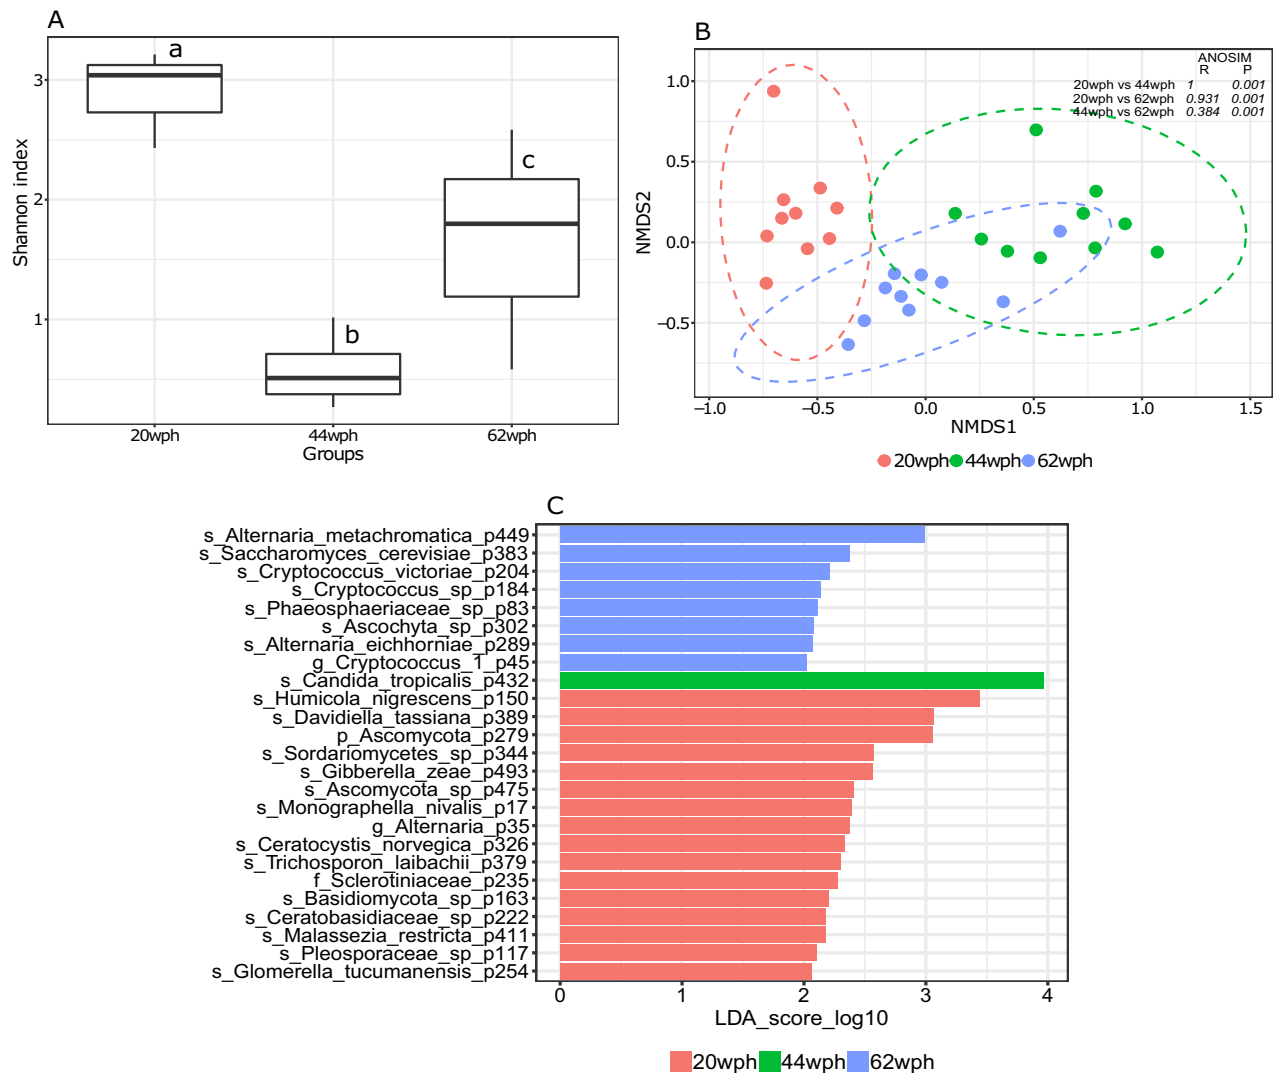 A
a
b
c
3
2
1
Shannon index
20wph 44wph 62wph
Groups
B
ANOSIM
R P
20wph vs 44wph 1 0.001
20wph vs 62wph 0.931 0.001
44wph vs 62wph 0.384 0.001
1.0
0.5
0.0
−0.5
NMDS2
−1.0 −0.5 0.0 0.5 1.0 1.5
NMDS1
20wph 44wph 62wph
C
s_Alternaria_metachromatica_p449
s_Saccharomyces_cerevisiae_p383
s_Cryptococcus_victoriae_p204
s_Cryptococcus_sp_p184
s_Phaeosphaeriaceae_sp_p83
s_Ascochyta_sp_p302
s_Alternaria_eichhorniae_p289
g_Cryptococcus_1_p45
s_Candida_tropicalis_p432
s_Humicola_nigrescens_p150
s_Davidiella_tassiana_p389
p_Ascomycota_p279
s_Sordariomycetes_sp_p344
s_Gibberella_zeae_p493
s_Ascomycota_sp_p475
s_Monographella_nivalis_p17
g_Alternaria_p35
s_Ceratocystis_norvegica_p326
s_Trichosporon_laibachii_p379
f_Sclerotiniaceae_p235
s_Basidiomycota_sp_p163
s_Ceratobasidiaceae_sp_p222
s_Malassezia_restricta_p411
s_Pleosporaceae_sp_p117
s_Glomerella_tucumanensis_p254
0 1 2 3 4
LDA_score_log10
20wph 44wph 62wph